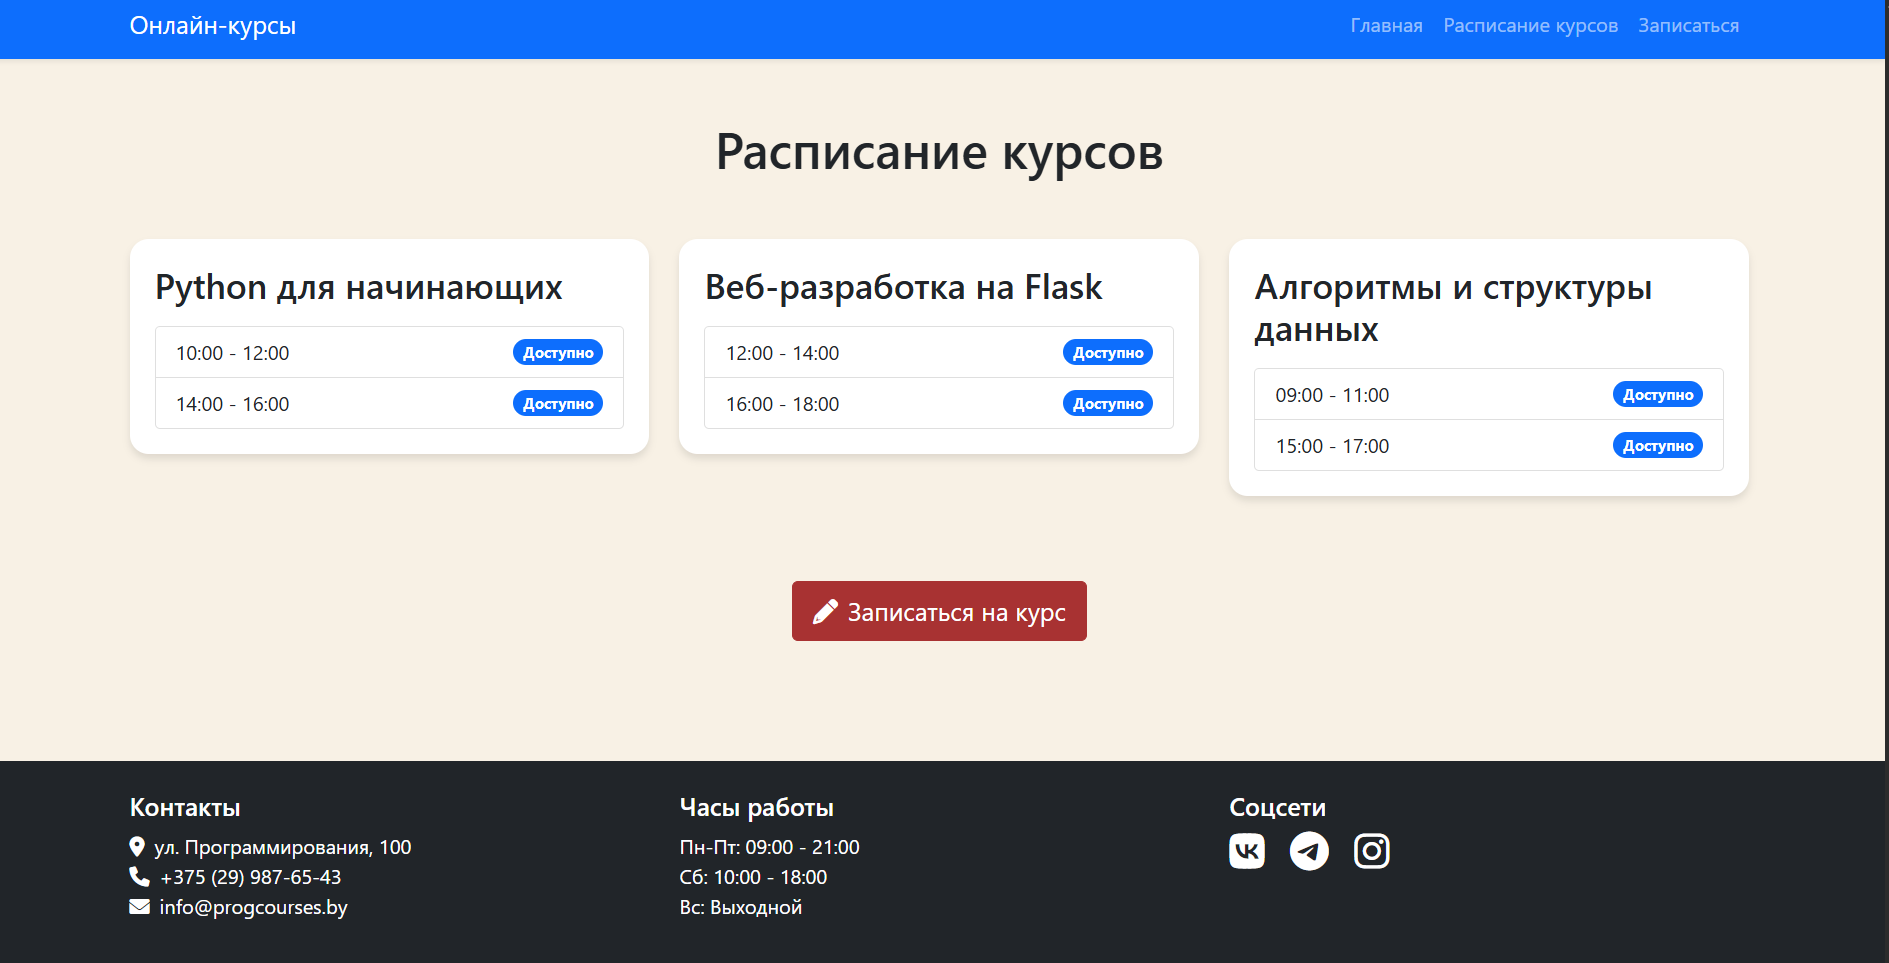 Онлайн-курсы
Главная
Расписание курсов
Записаться
Расписание курсов
Python для начинающих
10:00 - 12:00 Доступно
14:00 - 16:00 Доступно
Веб-разработка на Flask
12:00 - 14:00 Доступно
16:00 - 18:00 Доступно
Алгоритмы и структуры
данных
09:00 - 11:00 Доступно
15:00 - 17:00 Доступно
Записаться на курс
Контакты
ул. Программирования, 100
+375 (29) 987-65-43
info@progcourses.by
Часы работы
Пн-Пт: 09:00 - 21:00
Сб: 10:00 - 18:00
Вс: Выходной
Соцсети